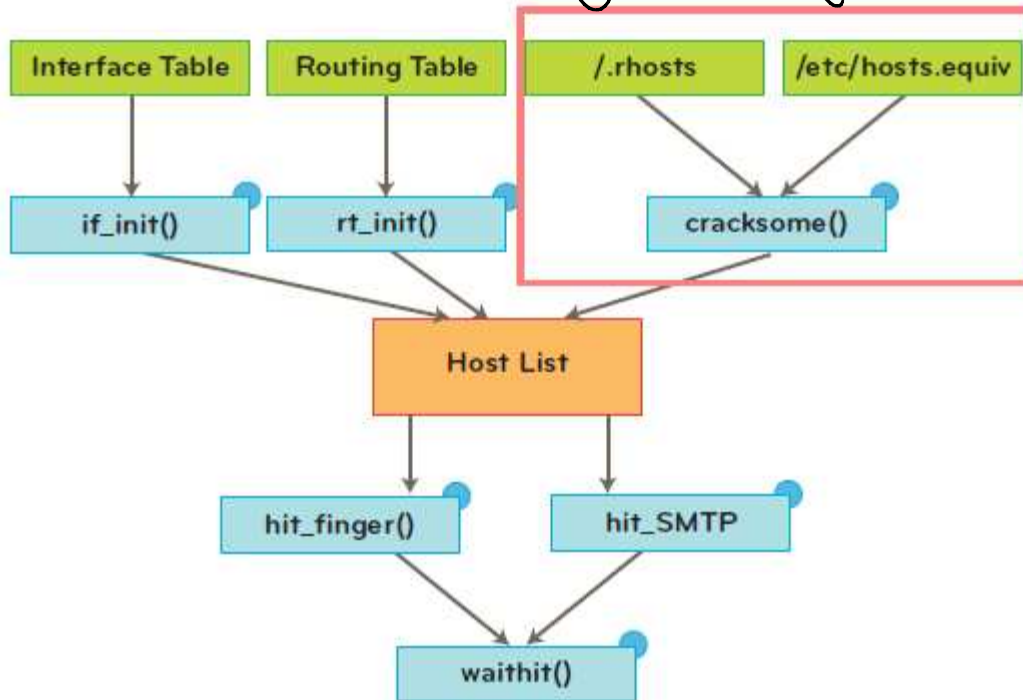 Interface Table
Routing Table
/.rhosts
/etc/hosts.equiv
if_init()
rt_init()
cracksome()
Host List
hit_finger()
hit_SMTP
waithit()